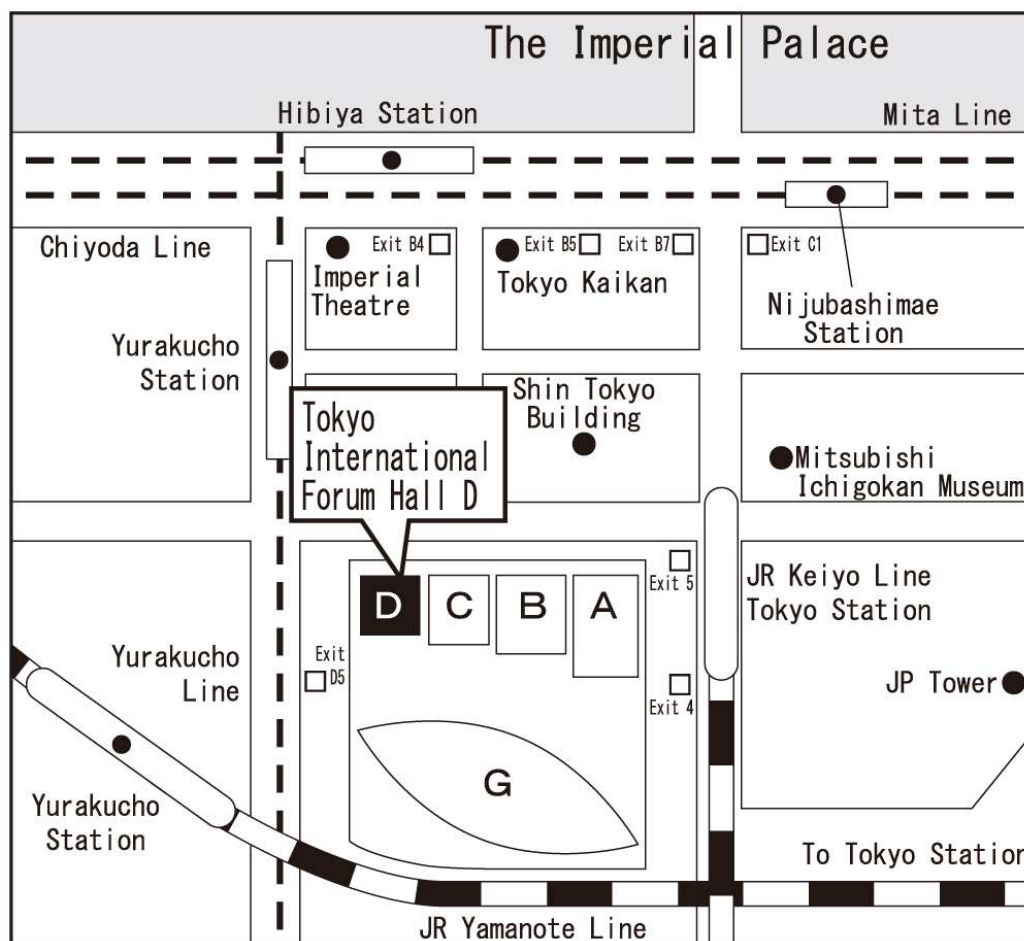 The Imperial Palace
Hibiya Station
Mita Line
Chiyoda Line
Exit B4
Imperial
Theatre
Exit B5
Exit B7
Tokyo Kaikan
Exit C1
Nijubashimae
Station
Yurakucho
Station
Tokyo
International
Forum Hall D
Shin Tokyo
Building
Mitsubishi
Ichigokan Museum
D
C
B
A
Exit 5
JR Keiyo Line
Tokyo Station
Exit
D5
Yurakucho
Line
Exit 4
JP Tower
G
Yurakucho
Station
To Tokyo Station
JR Yamanote Line